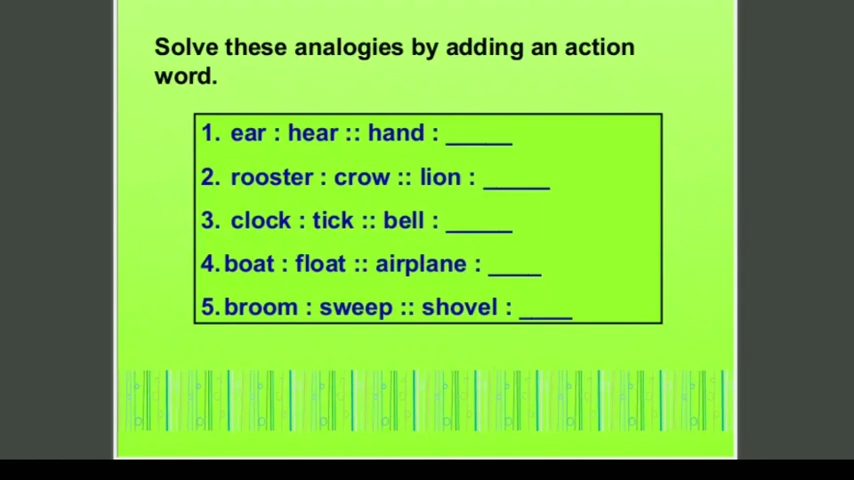 Solve these analogies by adding an action
word.
1. ear : hear :: hand : _____
2. rooster : crow :: lion : _____
3. clock : tick :: bell : _____
4. boat : float :: airplane : ____
5. broom : sweep :: shovel : ____